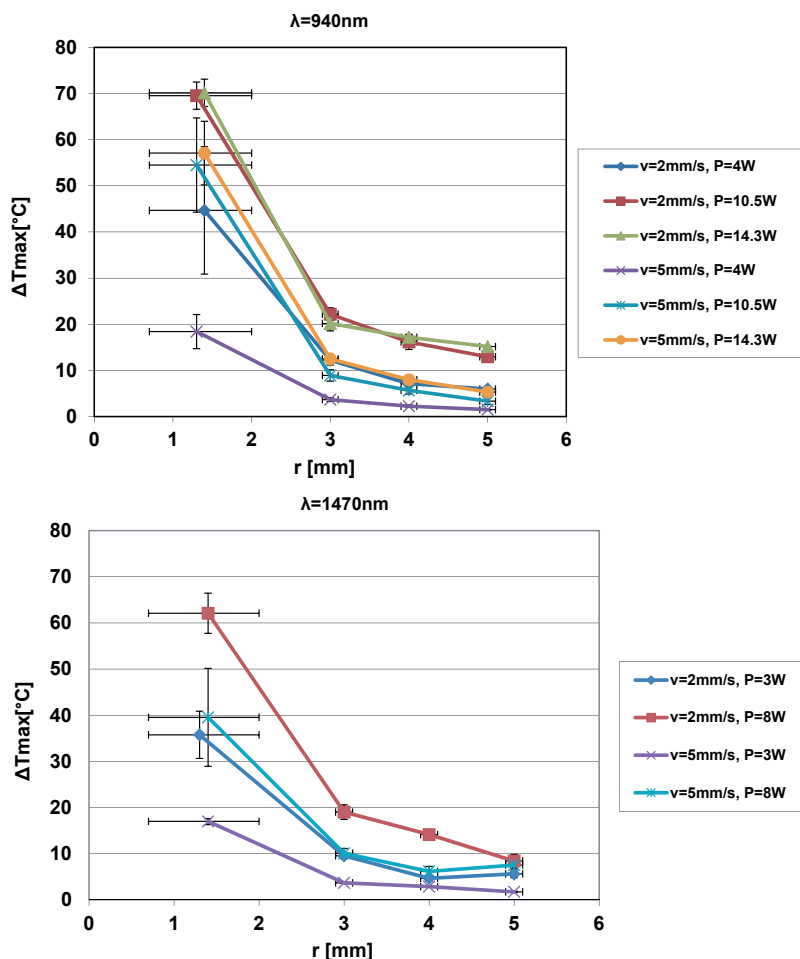 λ=940nm
80
70
60
50
40
30
20
10
0
ΔTmax[°C]
0 1 2 3 4 5 6
r [mm]
v=2mm/s, P=4W
v=2mm/s, P=10.5W
v=2mm/s, P=14.3W
v=5mm/s, P=4W
v=5mm/s, P=10.5W
v=5mm/s, P=14.3W
λ=1470nm
80
70
60
50
40
30
20
10
0
ΔTmax[°C]
0 1 2 3 4 5 6
r [mm]
v=2mm/s, P=3W
v=2mm/s, P=8W
v=5mm/s, P=3W
v=5mm/s, P=8W